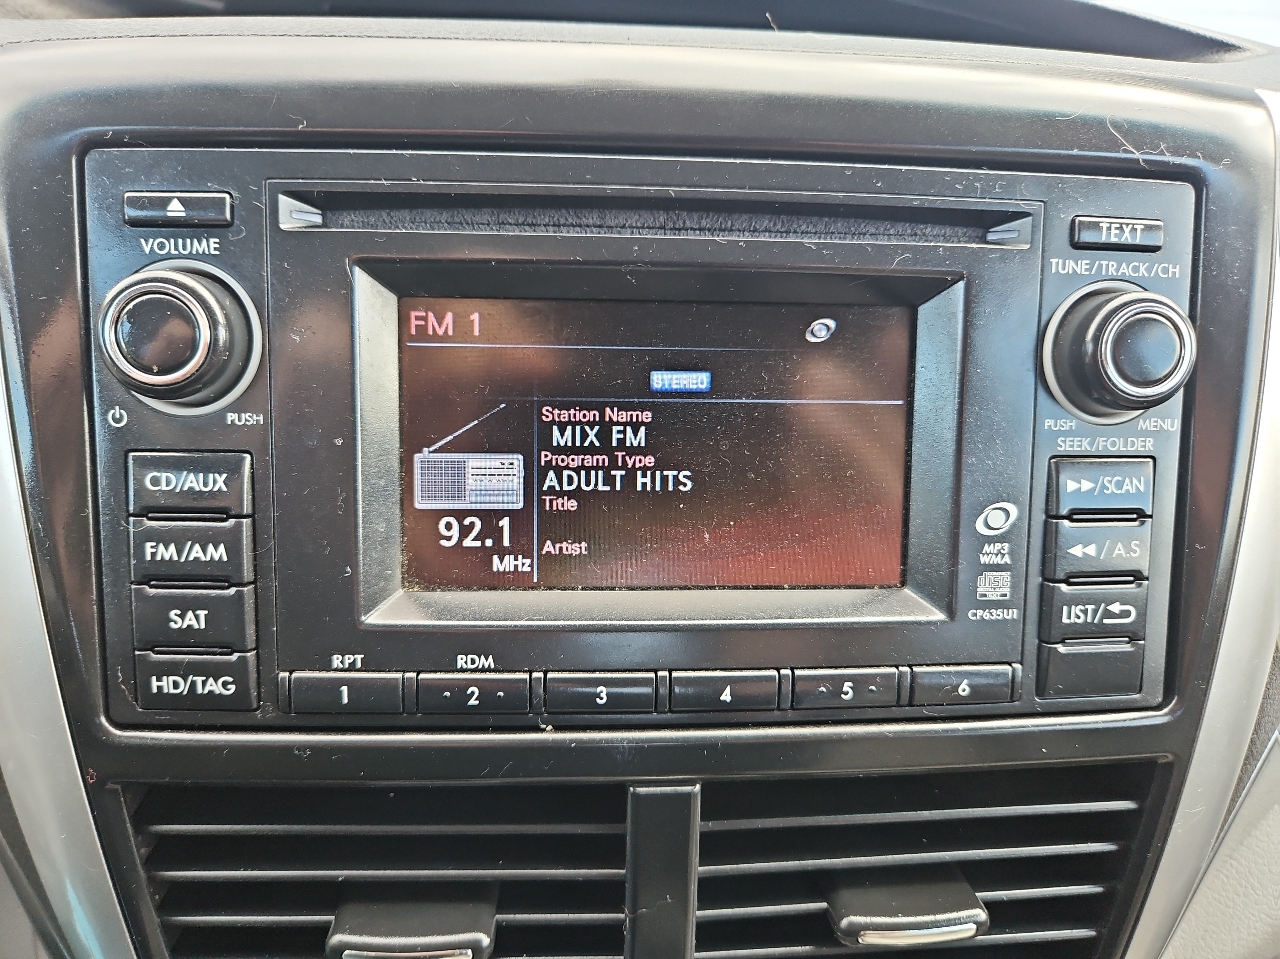 VOLUME
PUSH
CD/AUX
FM/AM
SAT
HD/TAG
FM 1
STEREO
Station Name
MIX FM
Program Type
ADULT HITS
Title
Artist
92.1
MHz
MP3
WMA
disc
CP635U1
RPT
RDM
1
2
3
4
5
6
TEXT
TUNE/TRACK/CH
PUSH
MENU
SEEK/FOLDER
/SCAN
/A.S
LIST/